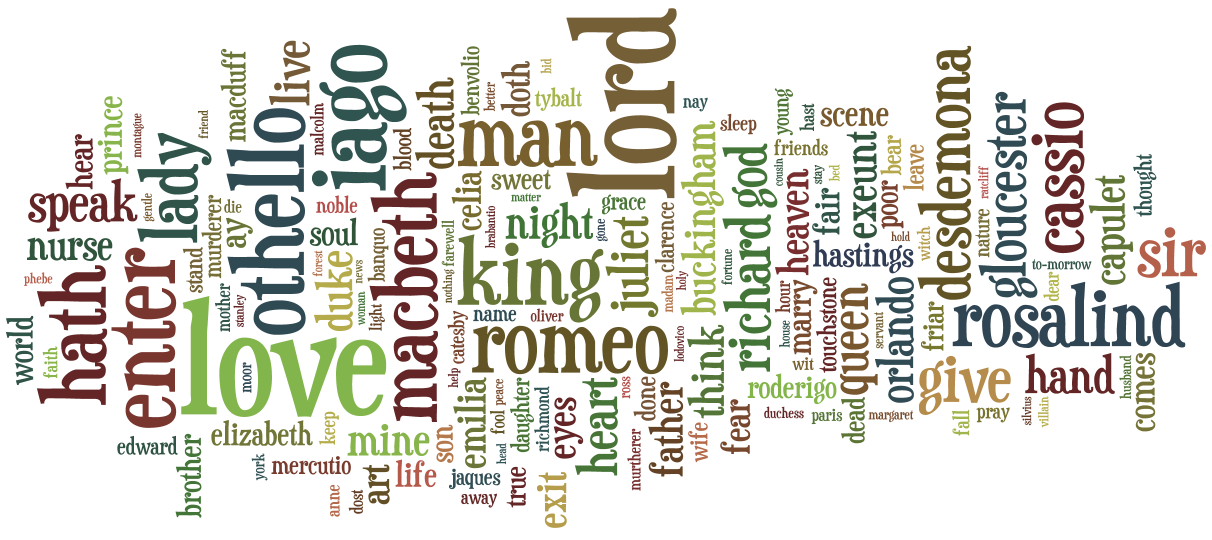 world
phebe
faith
hath
nurse
speak
hear
prince
montague
gentle
enter
lady
friend
edward
brother
stand
murderer
die
ay
macduff
mother
stanley
love
moor
elizabeth
york
othello
live
malcolm
noble
soul
forest
duke
news
woman
light
banquo
iago
blood
mine
keep
mercutio
anne
dost
art
life
macbeth
death
benvolio
better
doth
hid
tybalt
man
lord
nay
sleep
celia
sweet
matter
brabantio
night
gone
grace
farewell
nothing
king
juliet
clarence
madam
holy
name
oliver
catesby
help
romeo
lodovico
son
emilia
fool
peace
head
daughter
richmond
jaques
away
true
exit
eyes
heart
ross
done
murtherer
father
wife
think
fear
buckingham
god
richard
fortune
young
hast
scene
friends
cousin
stay
bed
fair
exeunt
bear
poor
leave
heaven
hastings
hold
witch
hour
house
marry
wit
touchstone
servant
roderigo
duchess
paris
dead
queen
margaret
orlando
friar
desdemona
nature
ratcliff
gloucester
cassio
to-morrow
dear
capulet
thought
sir
rosalind
give
hand
husband
comes
fall
pray
silvius
villain